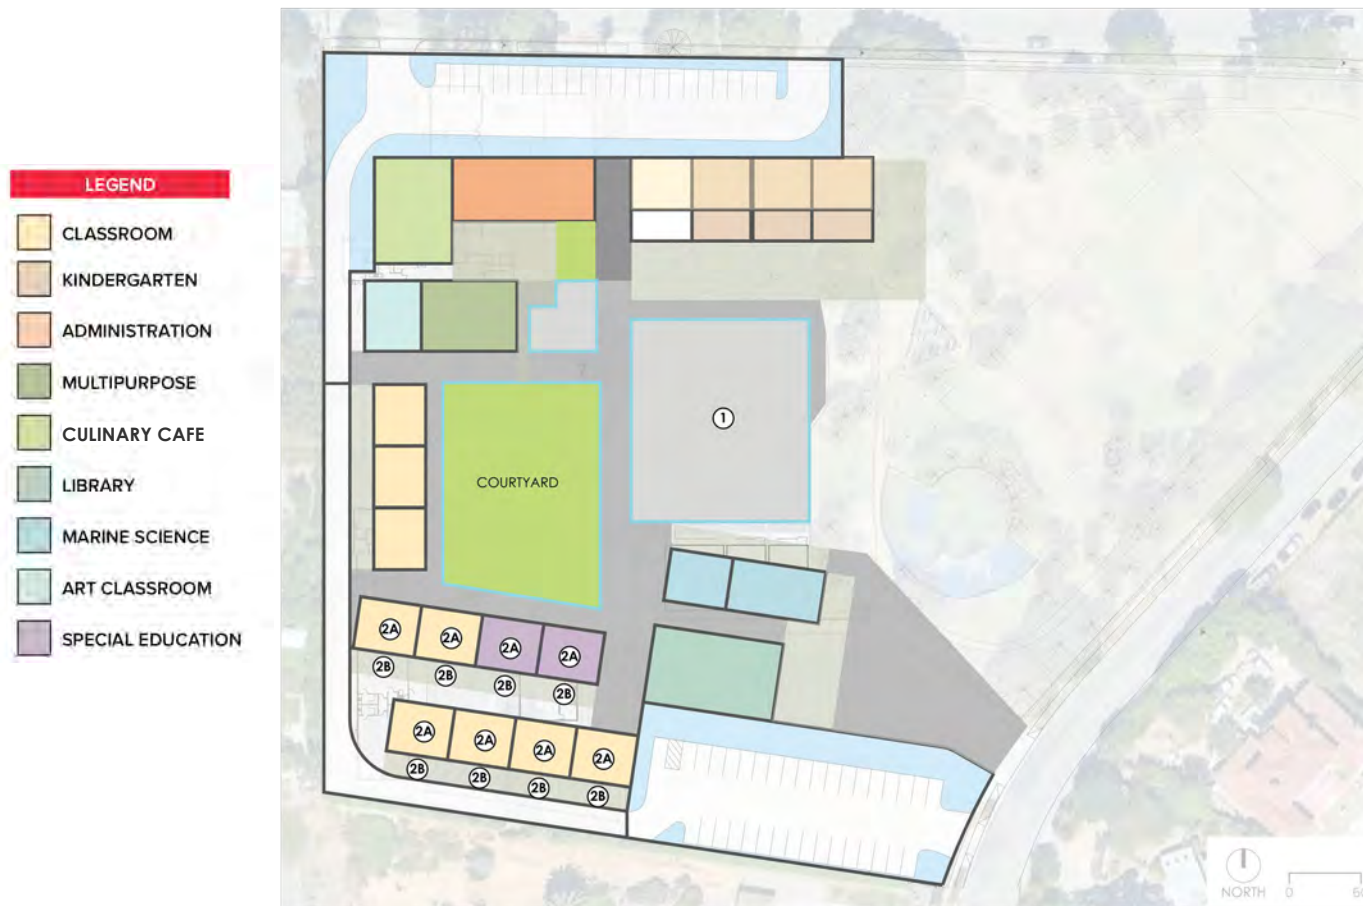 LEGEND
CLASSROOM
KINDERGARTEN
ADMINISTRATION
MULTIPURPOSE
CULINARY CAFE
LIBRARY
MARINE SCIENCE
ART CLASSROOM
SPECIAL EDUCATION
1
COURTYARD
2A
2A
2A
2A
2B
2B
2B
2B
2A
2A
2A
2A
2B
2B
2B
2B
NORTH
0
60